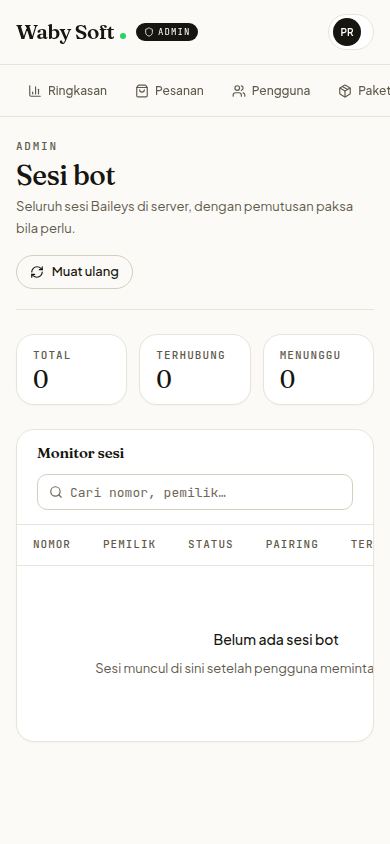 Waby Soft
ADMIN
PR
Ringkasan
Pesanan
Pengguna
Paket
ADMIN
Sesi bot
Seluruh sesi Baileys di server, dengan pemutusan paksa
bila perlu.
Muat ulang
TOTAL
TERHUBUNG
MENUNGGU
0
0
0
Monitor sesi
Cari nomor, pemilik…
NOMOR
PEMILIK
STATUS
PAIRING
TER
Belum ada sesi bot
Sesi muncul di sini setelah pengguna meminta